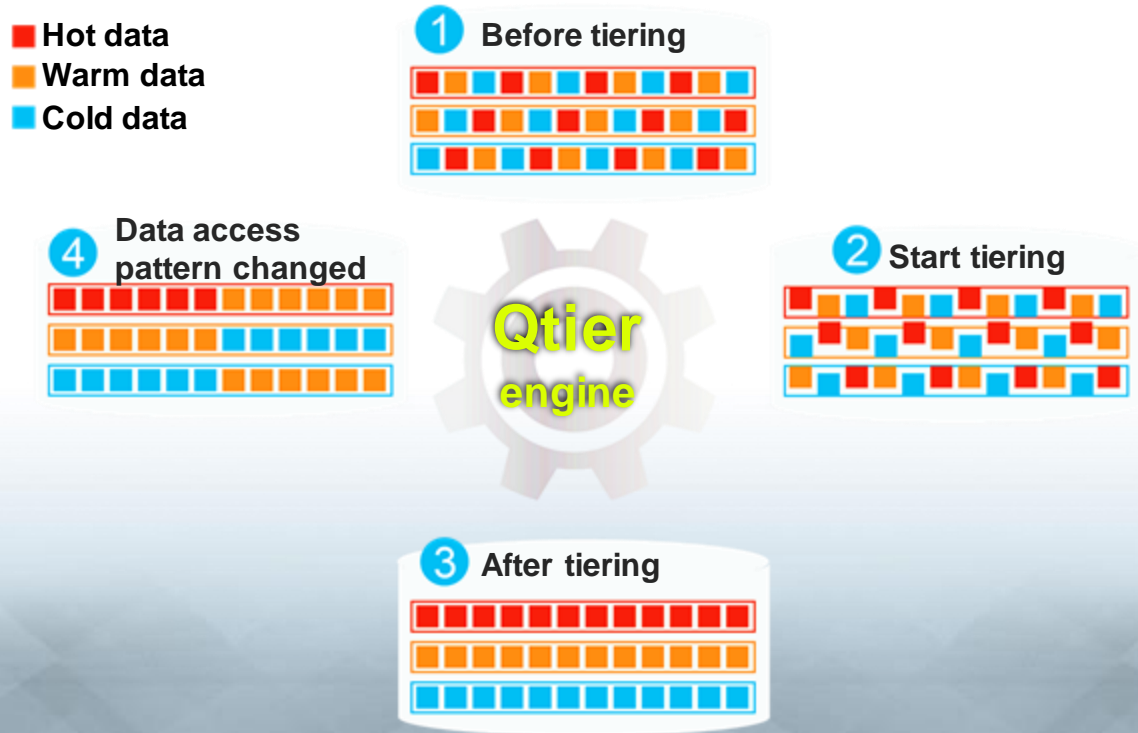 Hot data
Warm data
Cold data
1 Before tiering
4 Data access
pattern changed
2 Start tiering
Qtier
engine
3 After tiering